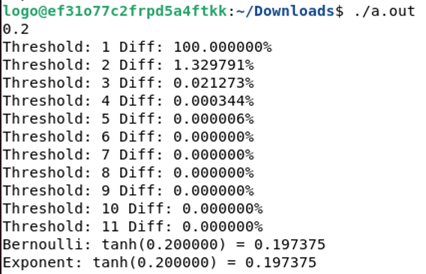 logo@ef31o77c2frpd5a4ftkk:~/Downloads$ ./a.out
0.2
Threshold: 1 Diff: 100.000000%
Threshold: 2 Diff: 1.329791%
Threshold: 3 Diff: 0.021273%
Threshold: 4 Diff: 0.000344%
Threshold: 5 Diff: 0.000006%
Threshold: 6 Diff: 0.000000%
Threshold: 7 Diff: 0.000000%
Threshold: 8 Diff: 0.000000%
Threshold: 9 Diff: 0.000000%
Threshold: 10 Diff: 0.000000%
Threshold: 11 Diff: 0.000000%
Bernoulli: tanh(0.200000) = 0.197375
Exponent: tanh(0.200000) = 0.197375